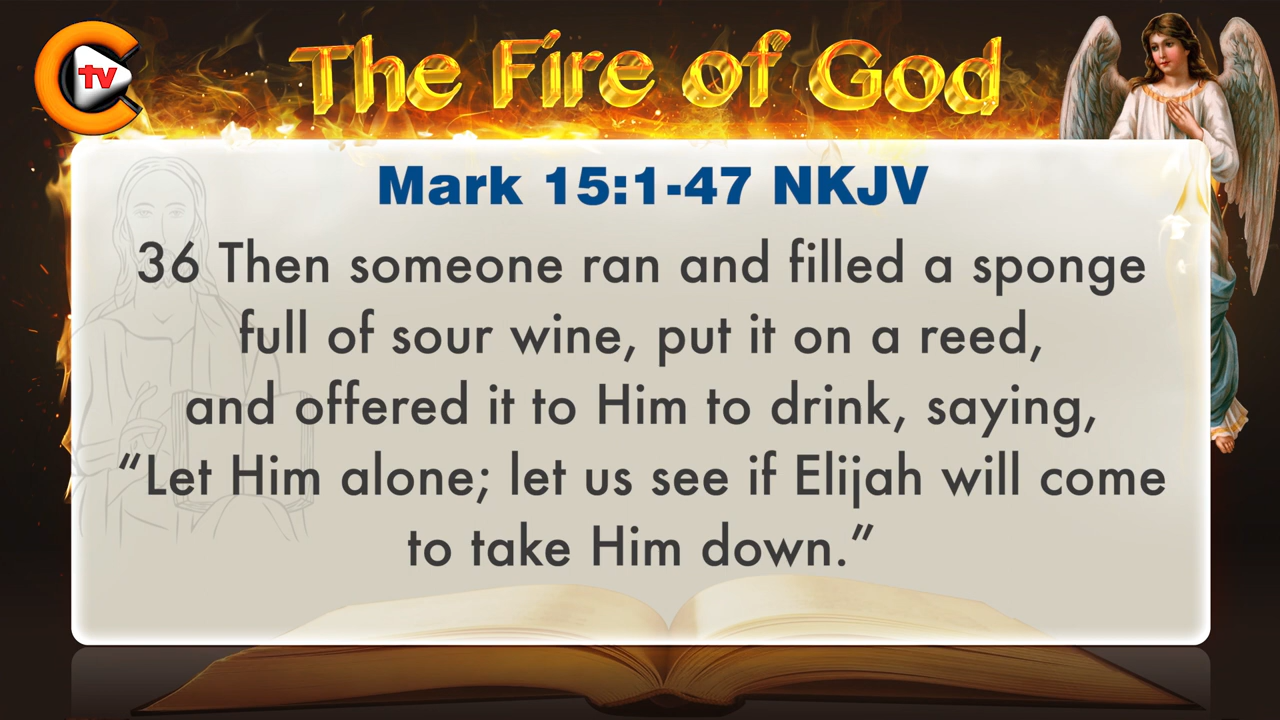 tv
The Fire of God
Mark 15:1-47 NKJV
36 Then someone ran and filled a sponge
full of sour wine, put it on a reed,
and offered it to Him to drink, saying,
“Let Him alone; let us see if Elijah will come
to take Him down.”